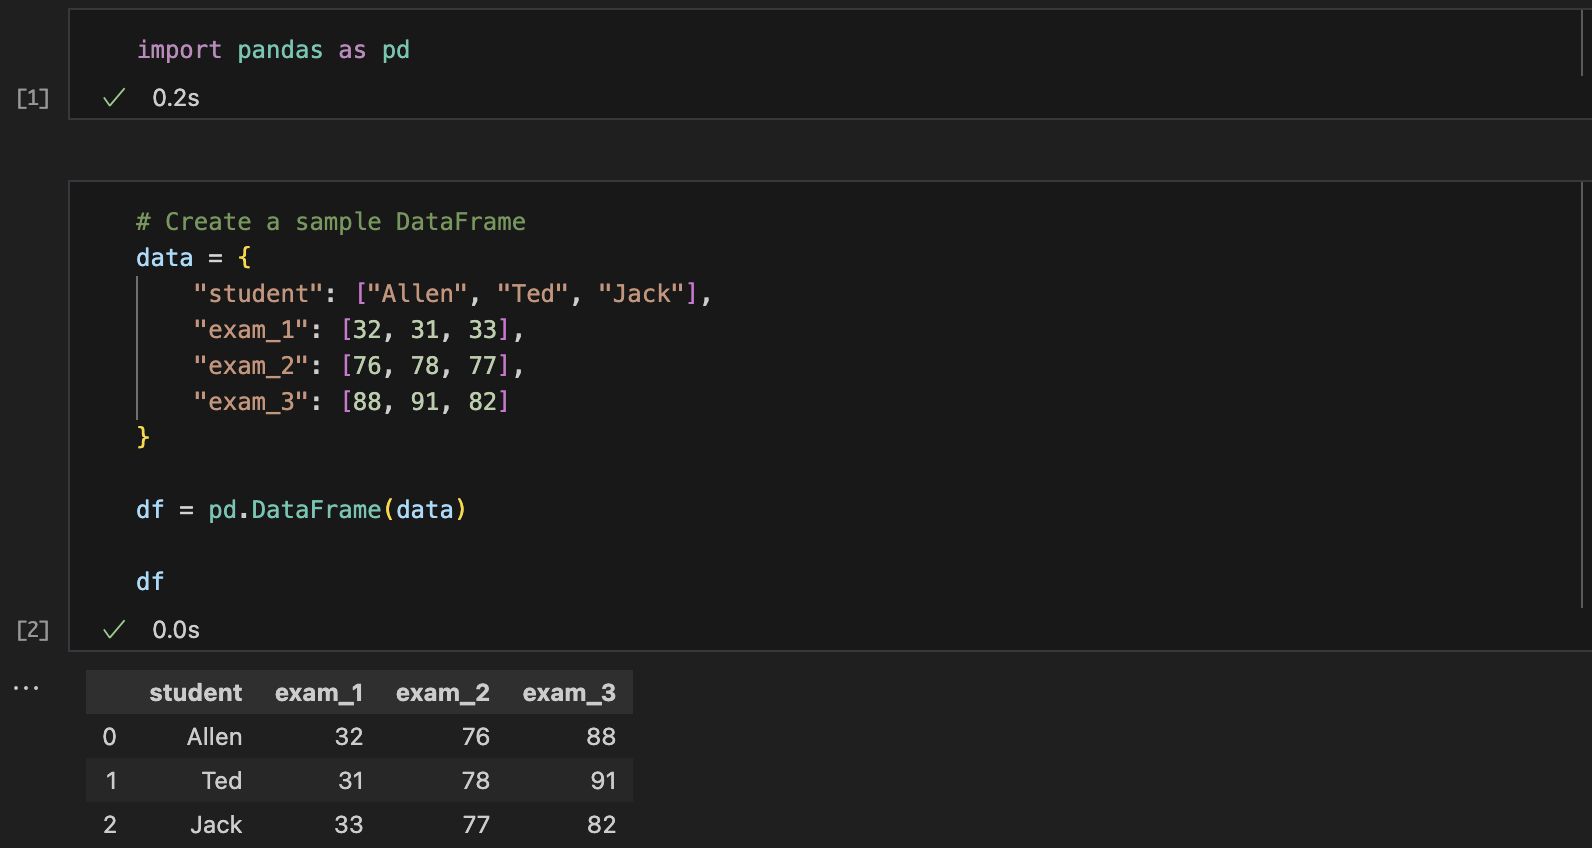 import pandas as pd
[1] ✓ 0.2s
# Create a sample DataFrame
data = {
    "student": ["Allen", "Ted", "Jack"],
    "exam_1": [32, 31, 33],
    "exam_2": [76, 78, 77],
    "exam_3": [88, 91, 82]
}
df = pd.DataFrame(data)
df
[2] ✓ 0.0s
... student exam_1 exam_2 exam_3
0 Allen 32 76 88
1 Ted 31 78 91
2 Jack 33 77 82